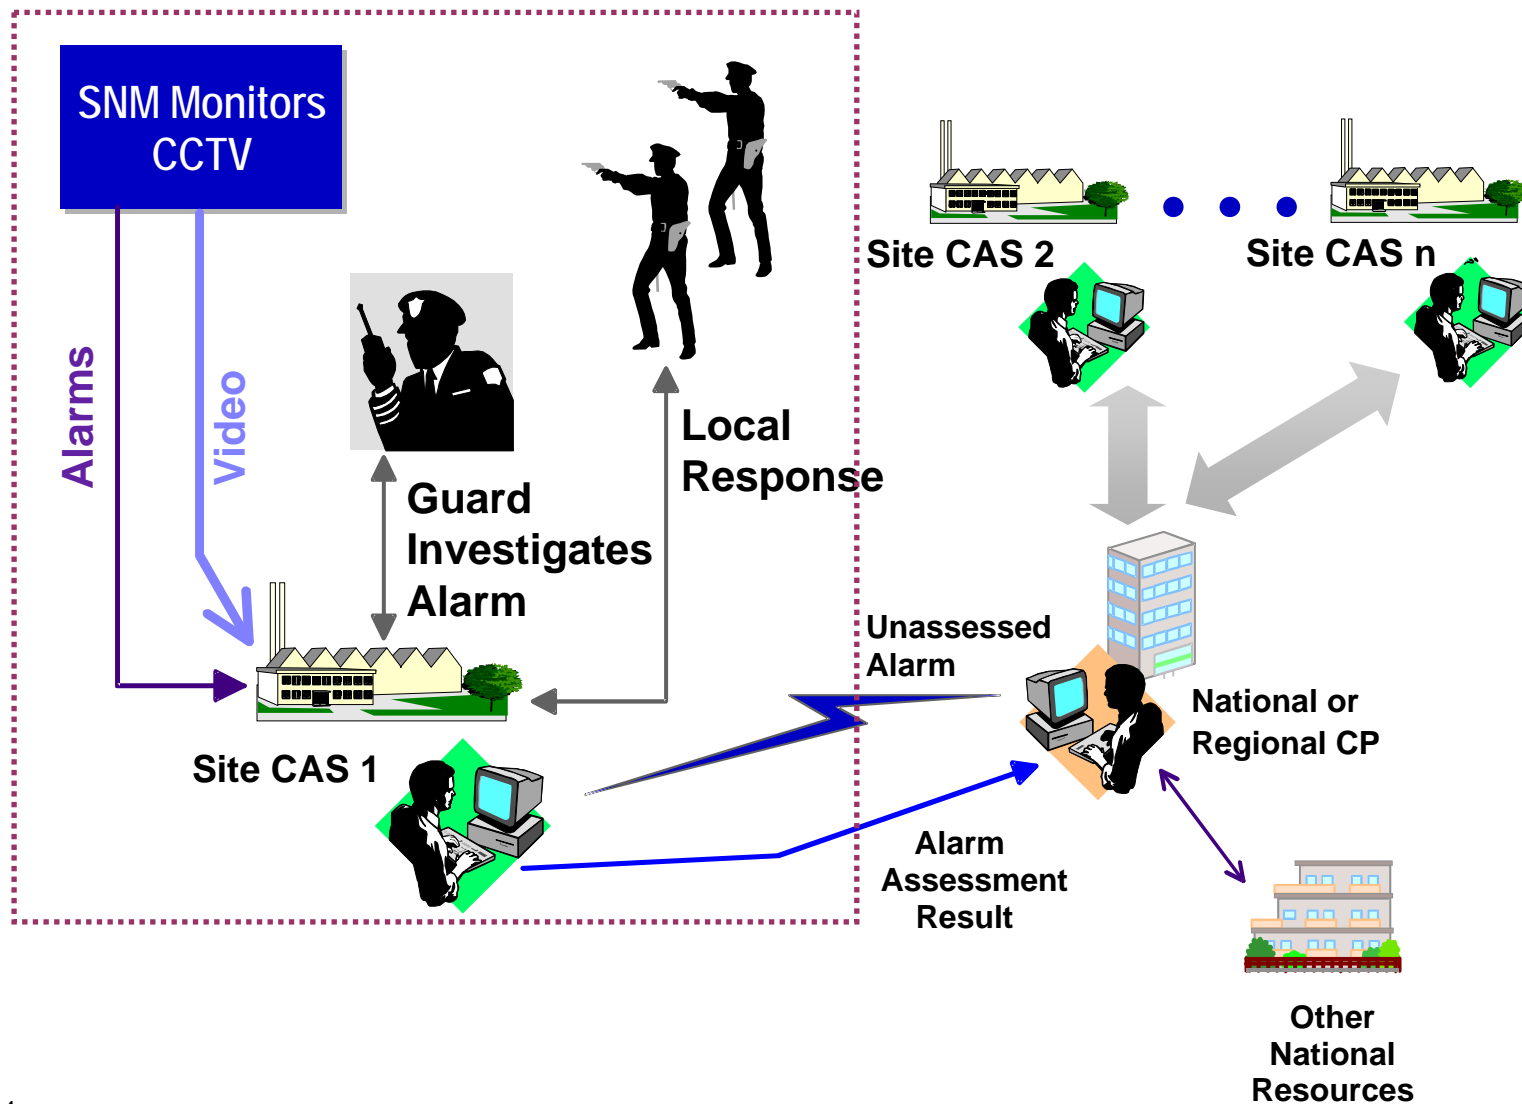 SNM Monitors
CCTV
Alarms
Video
Guard
Investigates
Alarm
Local
Response
Site CAS 1
Site CAS 2
Site CAS n
Unassessed
Alarm
National or
Regional CP
Alarm
Assessment
Result
Other
National
Resources